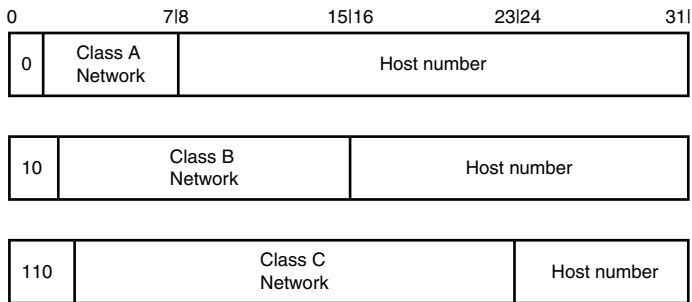 0 7|8 15|16 23|24 31|
0 Class A Network Host number
10 Class B Network Host number
110 Class C Network Host number